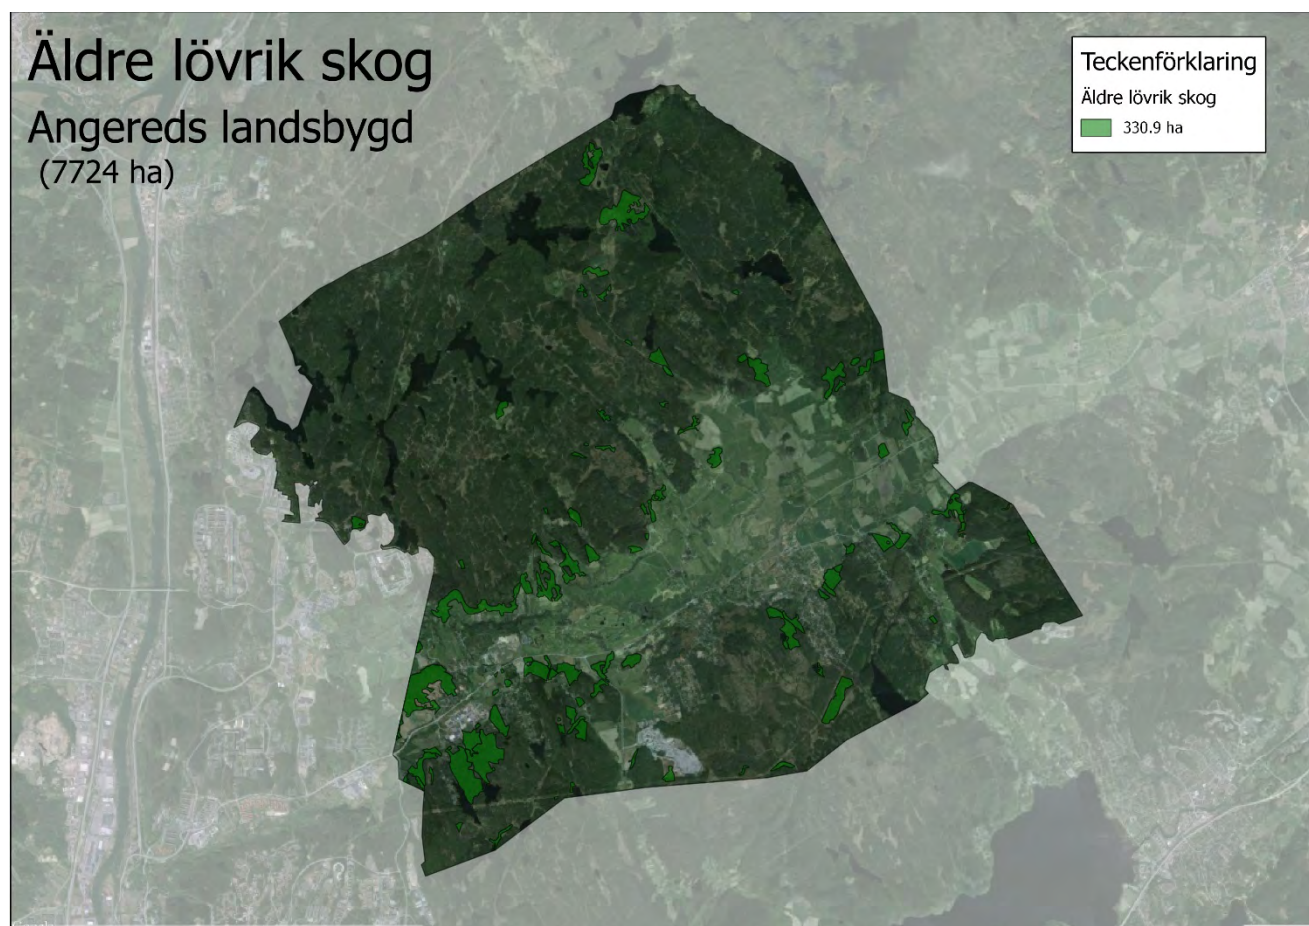 Äldre lövrik skog
Angereds landsbygd
(7724 ha)
Teckenförklaring
Äldre lövrik skog
330.9 ha